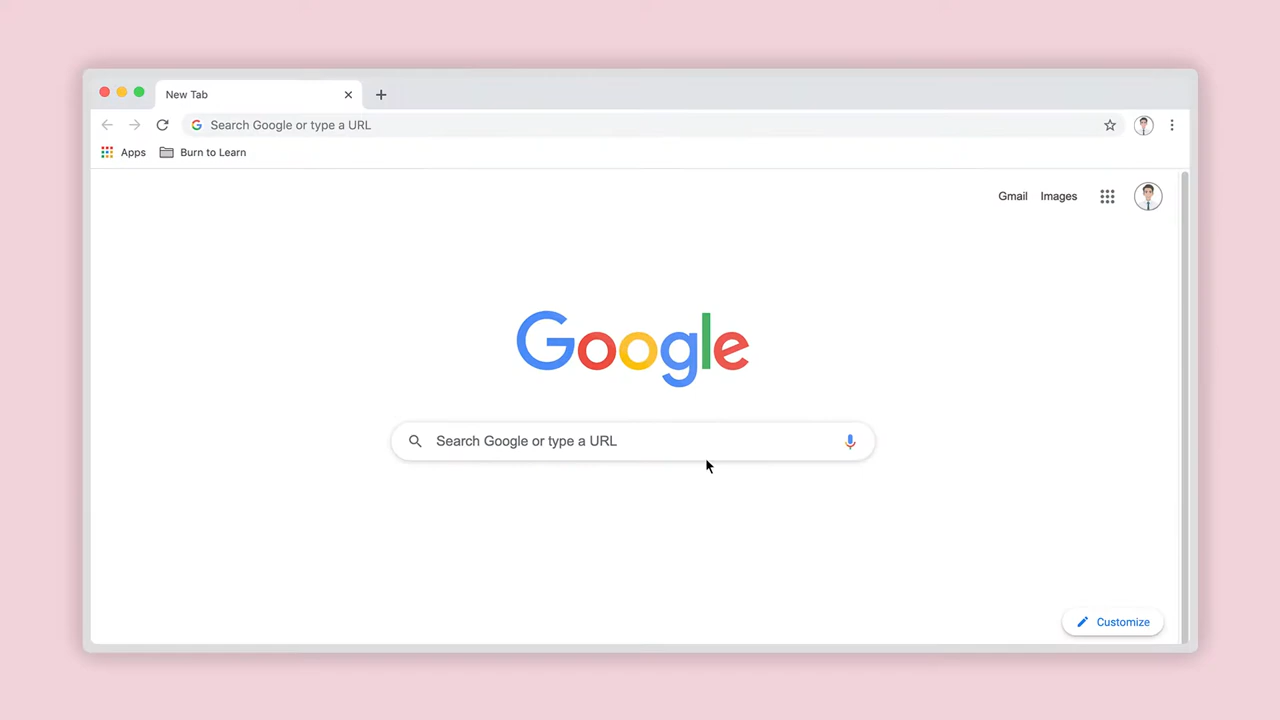 New Tab
Search Google or type a URL
Apps Burn to Learn
Gmail Images
Google
Search Google or type a URL
Customize